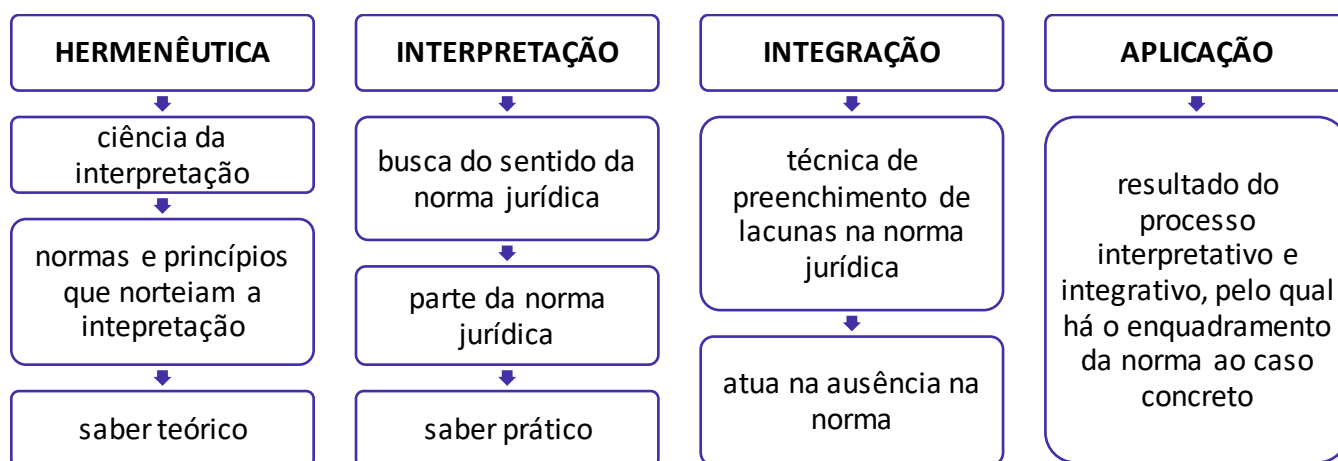 HERMENÊUTICA
ciência da
interpretação
normas e princípios
que norteiam a
intepretação
saber teórico
INTERPRETAÇÃO
busca do sentido da
norma jurídica
parte da norma
jurídica
saber prático
INTEGRAÇÃO
técnica de
preenchimento de
lacunas na norma
jurídica
atua na ausência na
norma
APLICAÇÃO
resultado do
processo
interpretativo e
integrativo, pelo qual
há o enquadramento
da norma ao caso
concreto